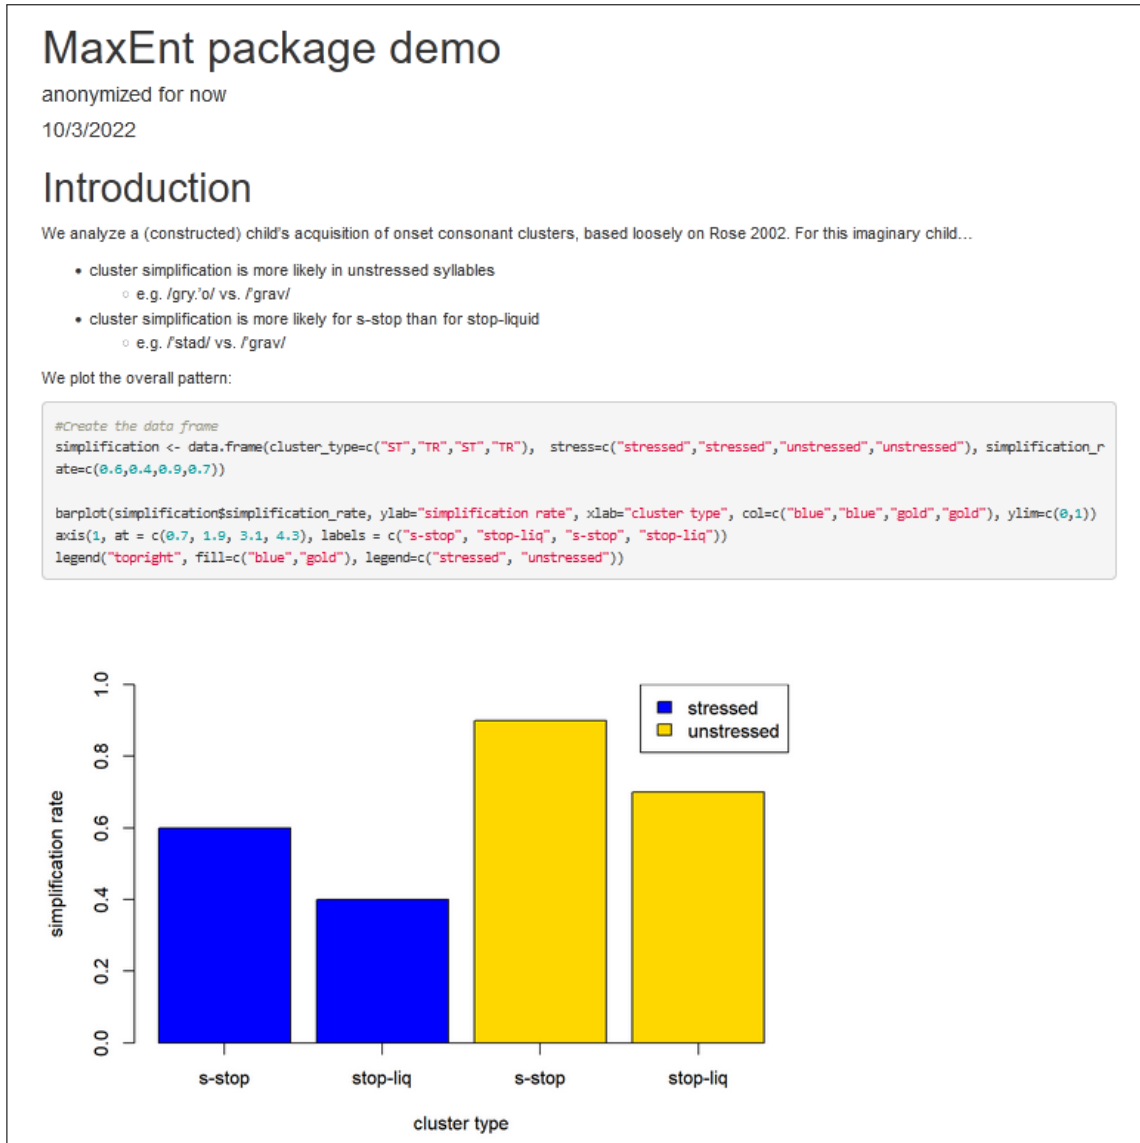 MaxEnt package demo
anonymized for now
10/3/2022
Introduction
We analyze a (constructed) child's acquisition of onset consonant clusters, based loosely on Rose 2002. For this imaginary child…
• cluster simplification is more likely in unstressed syllables
◦ e.g. /gry.'o/ vs. /'grav/
• cluster simplification is more likely for s-stop than for stop-liquid
◦ e.g. /'stad/ vs. /'grav/
We plot the overall pattern:
#Create the data frame
simplification <- data.frame(cluster_type=c("ST","TR","ST","TR"),  stress=c("stressed","stressed","unstressed","unstressed"), simplification_r
ate=c(0.6,0.4,0.9,0.7))
barplot(simplification$simplification_rate, ylab="simplification rate", xlab="cluster type", col=c("blue","blue","gold","gold"), ylim=c(0,1))
axis(1, at = c(0.7, 1.9, 3.1, 4.3), labels = c("s-stop", "stop-liq", "s-stop", "stop-liq"))
legend("topright", fill=c("blue","gold"), legend=c("stressed", "unstressed"))
stressed
unstressed
simplification rate
1.0
0.8
0.6
0.4
0.2
0.0
s-stop stop-liq s-stop stop-liq
cluster type